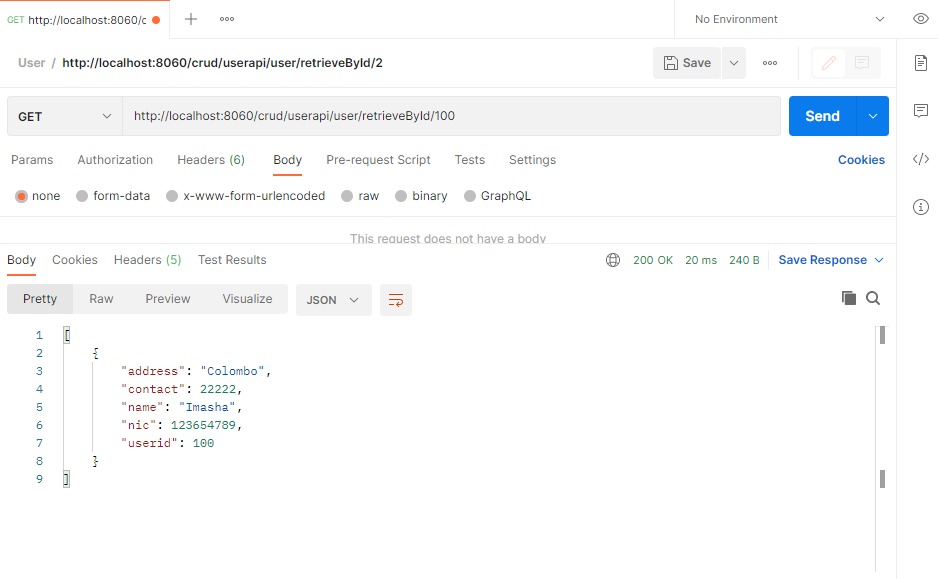 GET http://localhost:8060/c
No Environment
User / http://localhost:8060/crud/userapi/user/retrieveById/2
Save
GET http://localhost:8060/crud/userapi/user/retrieveById/100 Send
Params Authorization Headers (6) Body Pre-request Script Tests Settings Cookies
none form-data x-www-form-urlencoded raw binary GraphQL
This request does not have a body
Body Cookies Headers (5) Test Results 200 OK 20 ms 240 B Save Response
Pretty Raw Preview Visualize JSON
1 [
2 {
3 "address": "Colombo",
4 "contact": 22222,
5 "name": "Imasha",
6 "nic": 123654789,
7 "userid": 100
8 }
9 ]